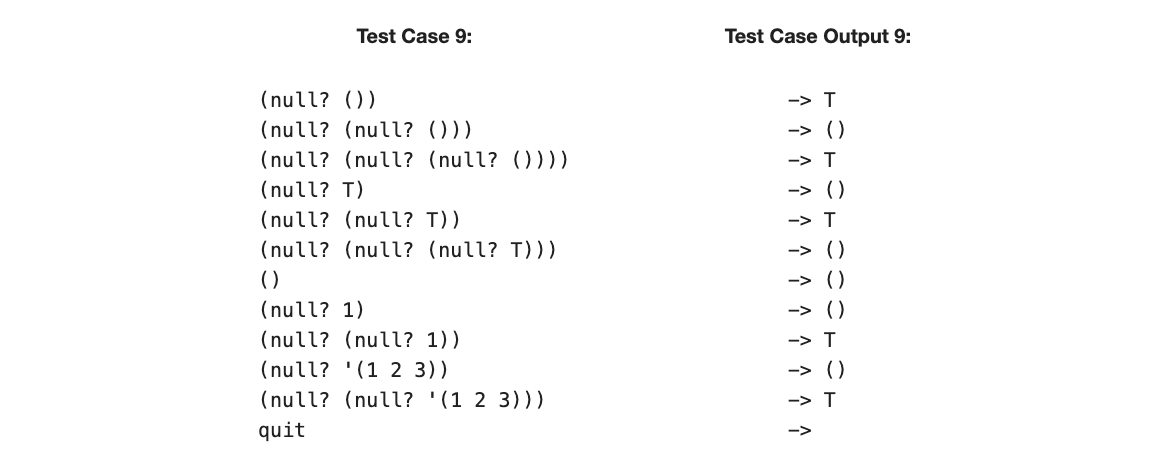 Test Case 9: Test Case Output 9:
(null? ()) -> T
(null? (null? ())) -> ()
(null? (null? (null? ()))) -> T
(null? T) -> ()
(null? (null? T)) -> T
(null? (null? (null? T))) -> ()
() -> ()
(null? 1) -> ()
(null? (null? 1)) -> T
(null? '(1 2 3)) -> ()
(null? (null? '(1 2 3))) -> T
quit ->